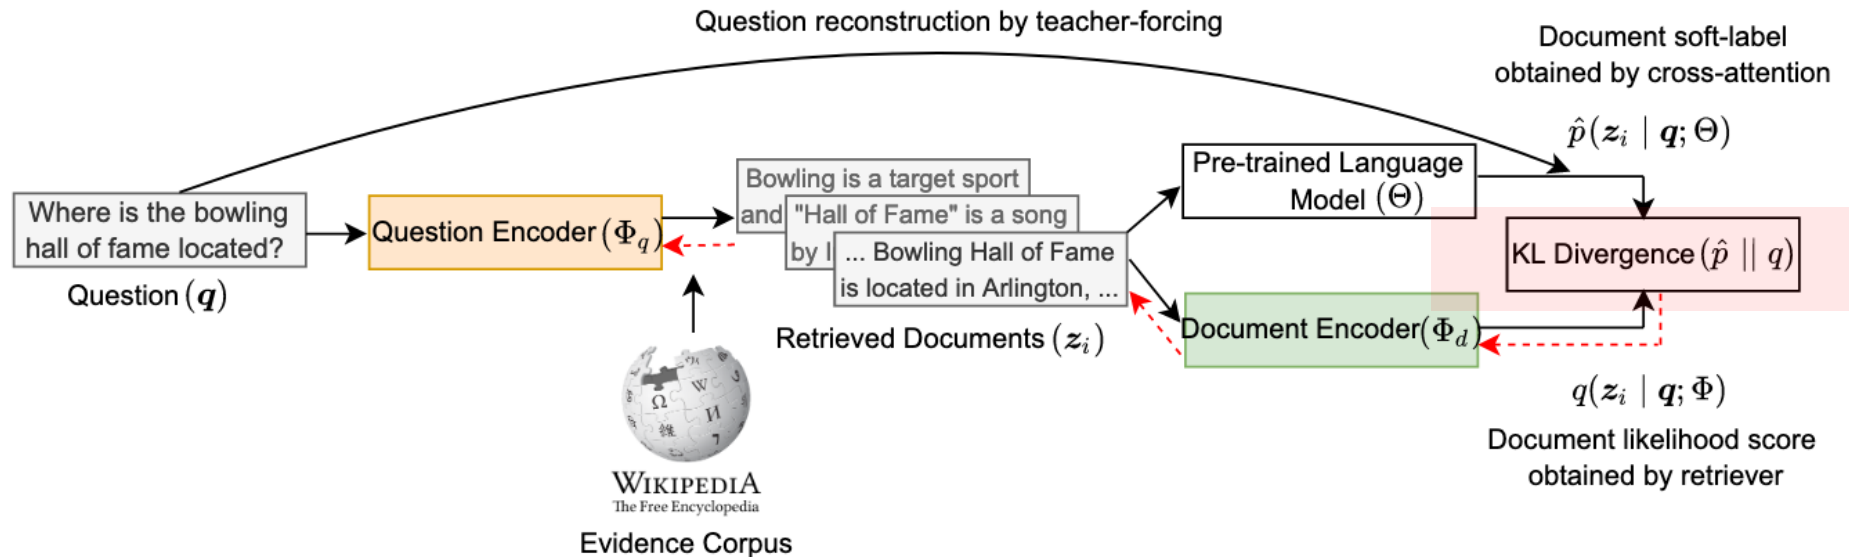 Question reconstruction by teacher-forcing
Document soft-label
obtained by cross-attention
p̂(zᵢ | q; Θ)
Where is the bowling
hall of fame located?
Question (q)
Question Encoder (Φ_q)
Bowling is a target sport
and
"Hall of Fame" is a song
by
... Bowling Hall of Fame
is located in Arlington, ...
Retrieved Documents (zᵢ)
Pre-trained Language
Model (Θ)
KL Divergence (p̂ || q)
Document Encoder (Φ_d)
q(zᵢ | q; Φ)
Document likelihood score
obtained by retriever
Ω
W
И
維
7
WIKIPEDIA
The Free Encyclopedia
Evidence Corpus